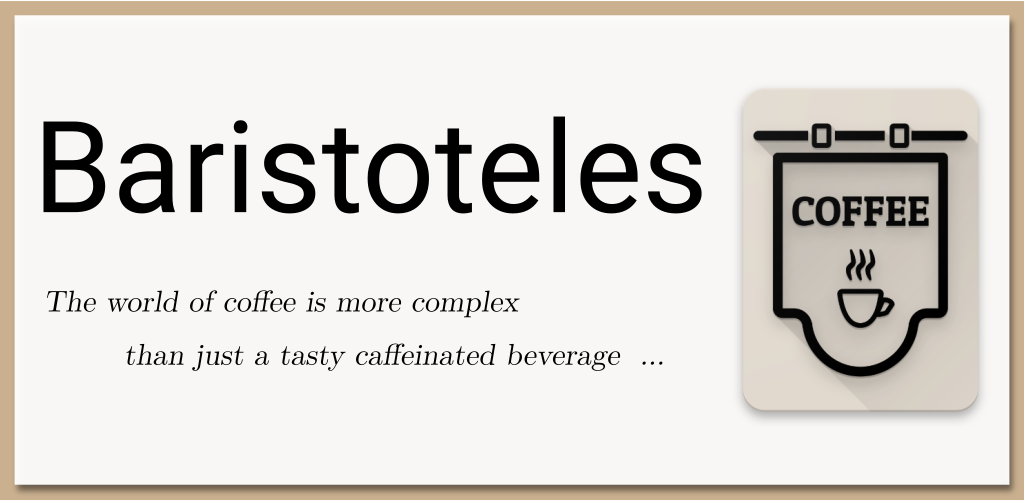 Baristoteles
The world of coffee is more complex
than just a tasty caffeinated beverage ...
COFFEE